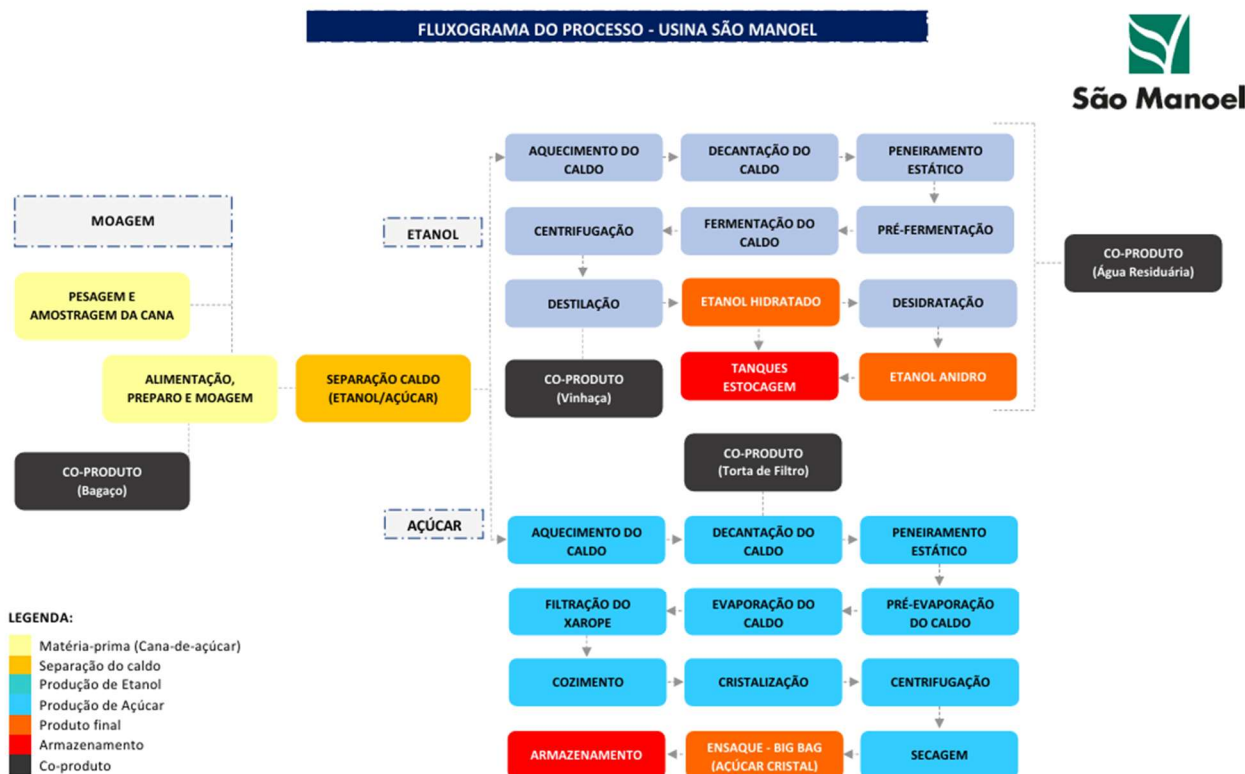 FLUXOGRAMA DO PROCESSO - USINA SÃO MANOEL
São Manoel
MOAGEM
PESAGEM E
AMOSTRAGEM DA CANA
ALIMENTAÇÃO,
PREPARO E MOAGEM
CO-PRODUTO
(Bagaço)
SEPARAÇÃO CALDO
(ETANOL/AÇÚCAR)
ETANOL
AQUECIMENTO DO
CALDO
DECANTAÇÃO DO
CALDO
PENEIRAMENTO
ESTÁTICO
CENTRIFUGAÇÃO
FERMENTAÇÃO DO
CALDO
PRÉ-FERMENTAÇÃO
DESTILAÇÃO
ETANOL HIDRATADO
DESIDRATAÇÃO
CO-PRODUTO
(Vinhaça)
TANQUES
ESTOCAGEM
ETANOL ANIDRO
CO-PRODUTO
(Água Residuária)
CO-PRODUTO
(Torta de Filtro)
AÇÚCAR
AQUECIMENTO DO
CALDO
DECANTAÇÃO DO
CALDO
PENEIRAMENTO
ESTÁTICO
FILTRAÇÃO DO
XAROPE
EVAPORAÇÃO DO
CALDO
PRÉ-EVAPORAÇÃO
DO CALDO
COZIMENTO
CRISTALIZAÇÃO
CENTRIFUGAÇÃO
ARMAZENAMENTO
ENSAQUE - BIG BAG
(AÇÚCAR CRISTAL)
SECAGEM
LEGENDA:
Matéria-prima (Cana-de-açúcar)
Separação do caldo
Produção de Etanol
Produção de Açúcar
Produto final
Armazenamento
Co-produto